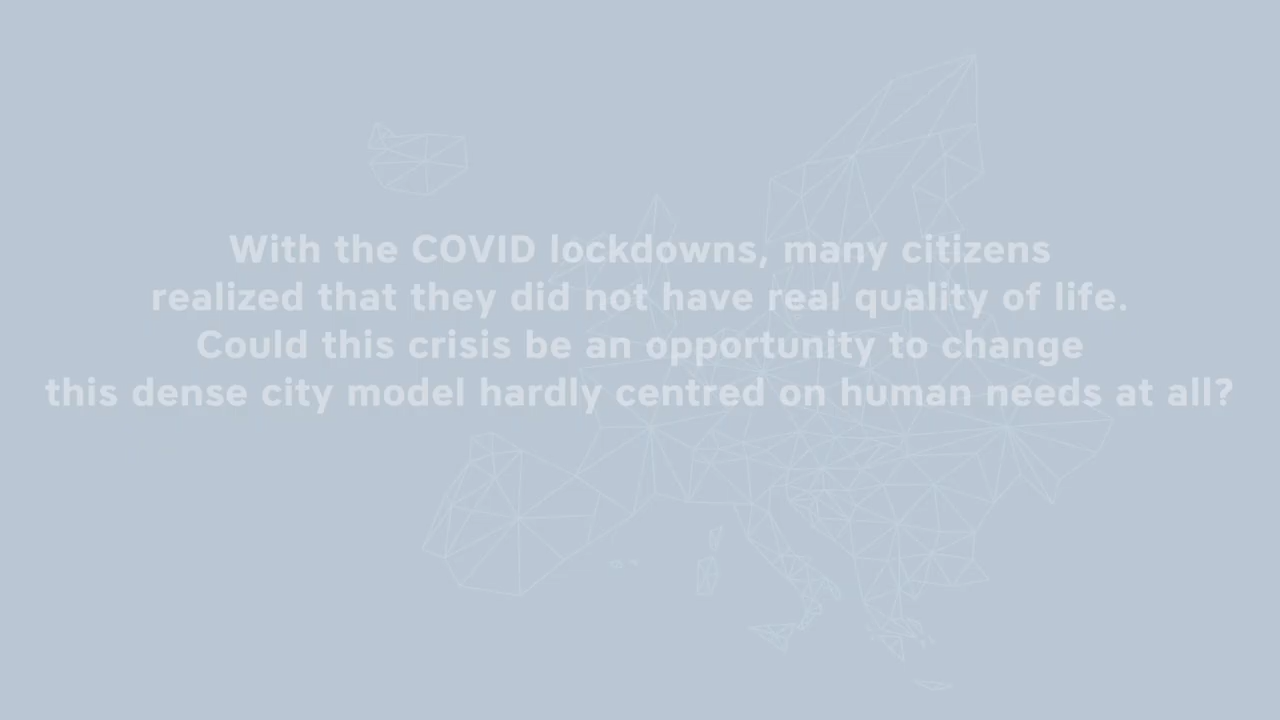 With the COVID lockdowns, many citizens
realized that they did not have real quality of life.
Could this crisis be an opportunity to change
this dense city model hardly centred on human needs at all?